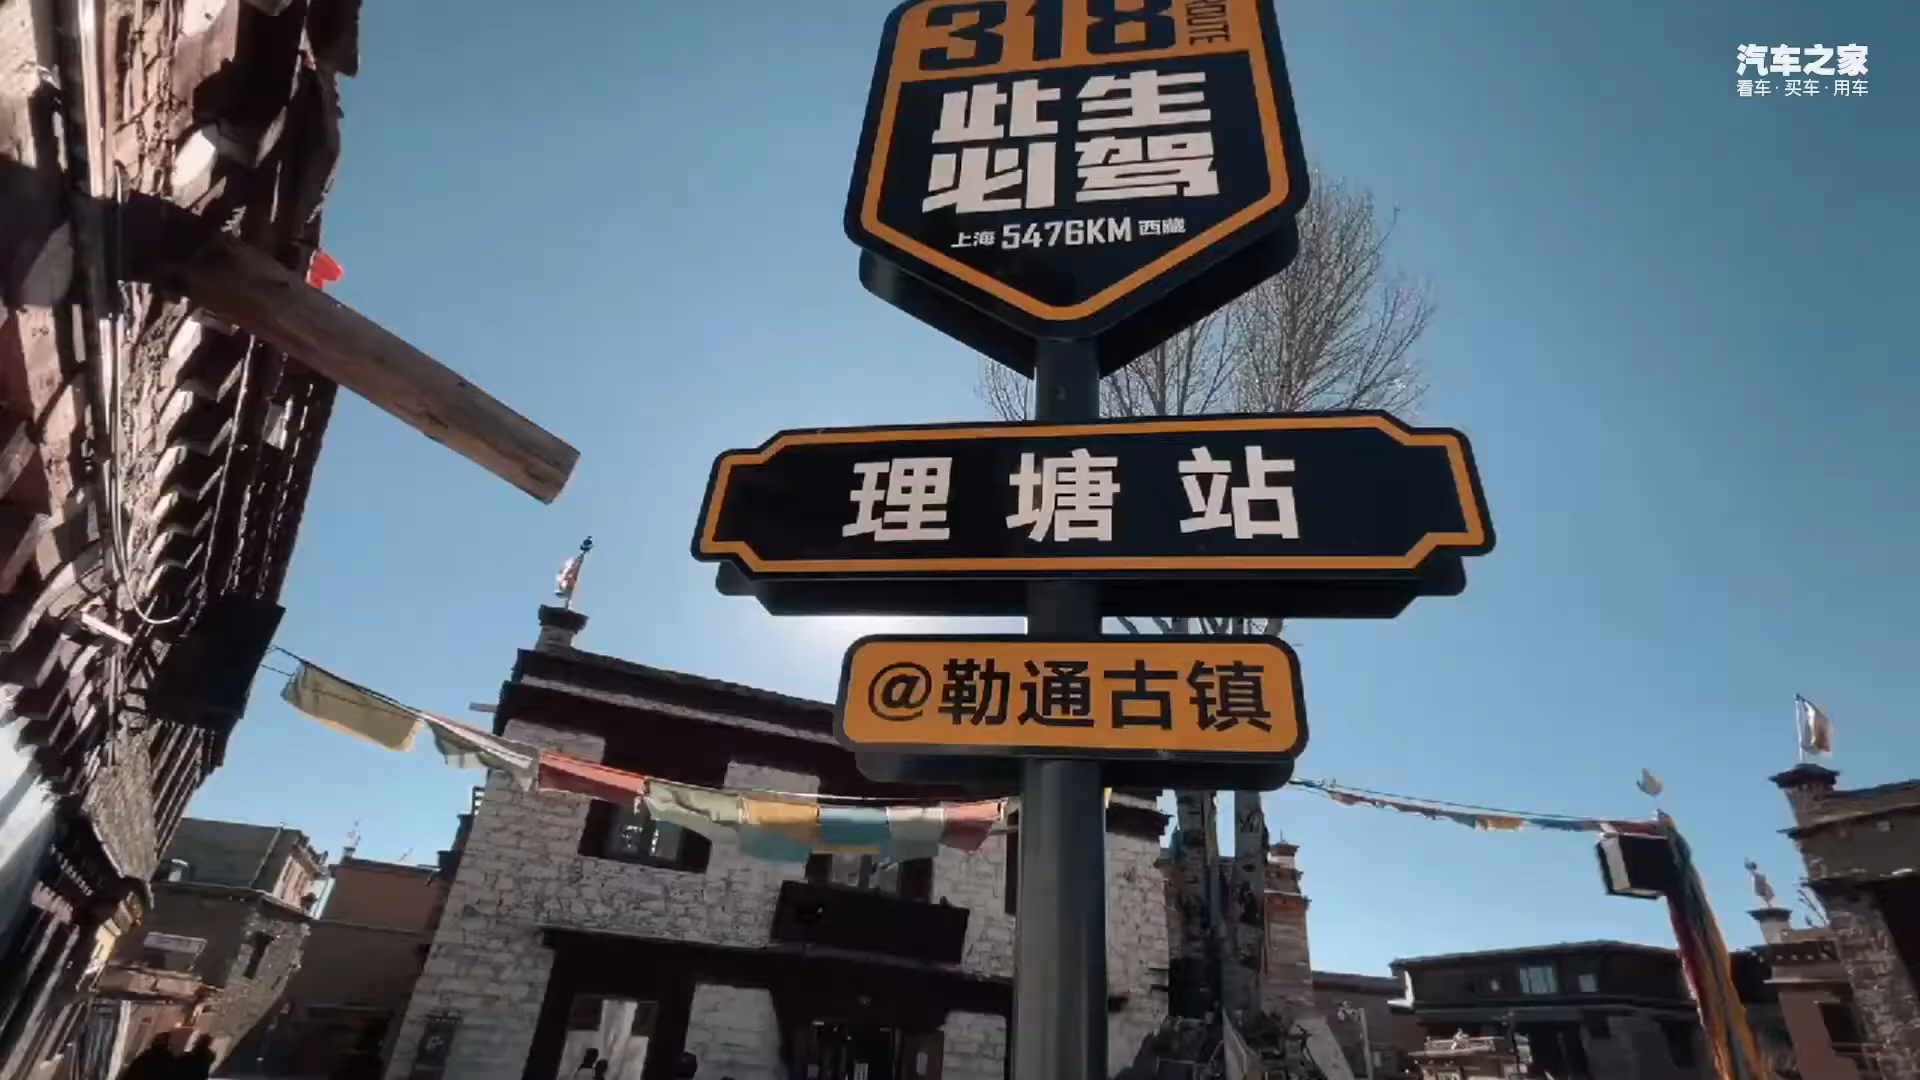 汽车之家
看车·买车·用车
318 ROUTE
此生
必驾
上海 5476KM 西藏
理塘站
@勒通古镇